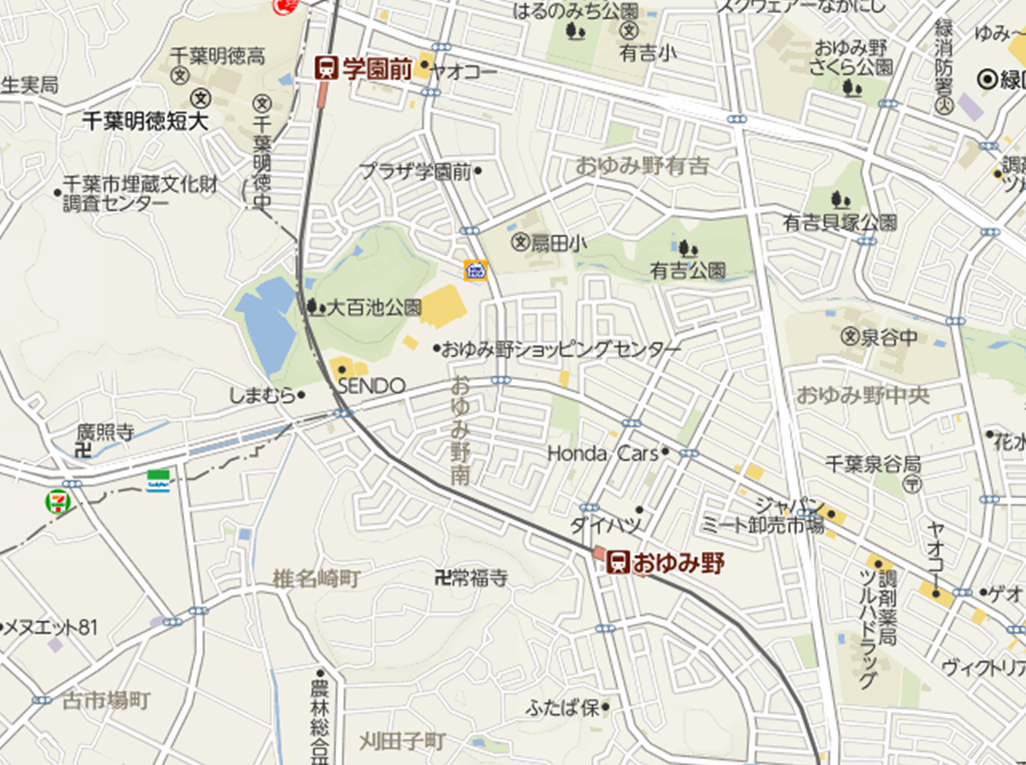 はるのみち公園
スクウェアーなかにし
有吉小
千葉明徳高
学園前
ヤオコー
おゆみ野
さくら公園
緑消防署
ゆみ～
緑
生実局
千葉明徳短大
千葉明徳中
プラザ学園前
おゆみ野有吉
千葉市埋蔵文化財
調査センター
有吉貝塚公園
扇田小
有吉公園
大百池公園
泉谷中
おゆみ野ショッピングセンター
SENDO
しまむら
おゆみ野南
おゆみ野中央
廣照寺
卍
花水
Honda Cars
千葉泉谷局
FamilyMart
7
ジャパン
ミート卸売市場
ダイハツ
ヤオコー
おゆみ野
椎名崎町
卍常福寺
調剤薬局
ツルハドラッグ
ゲオ
メヌエット81
ヴィクトリア
古市場町
農林総合研
ふたば保
刈田子町